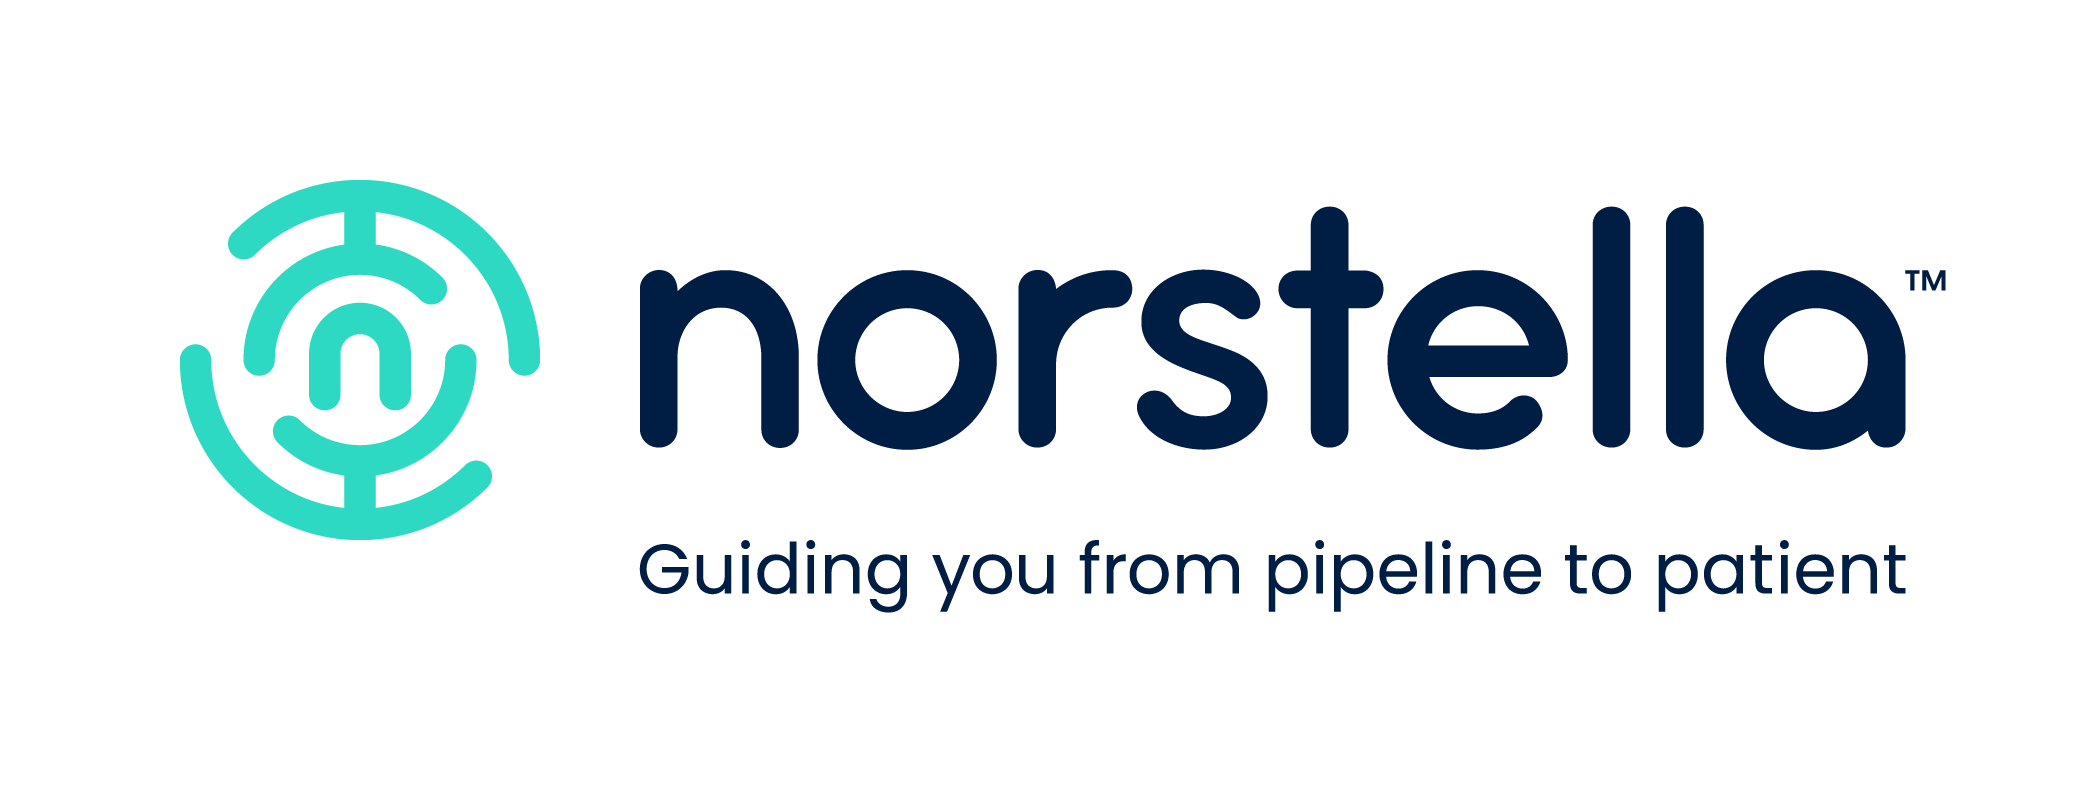 n
norstella™
Guiding you from pipeline to patient